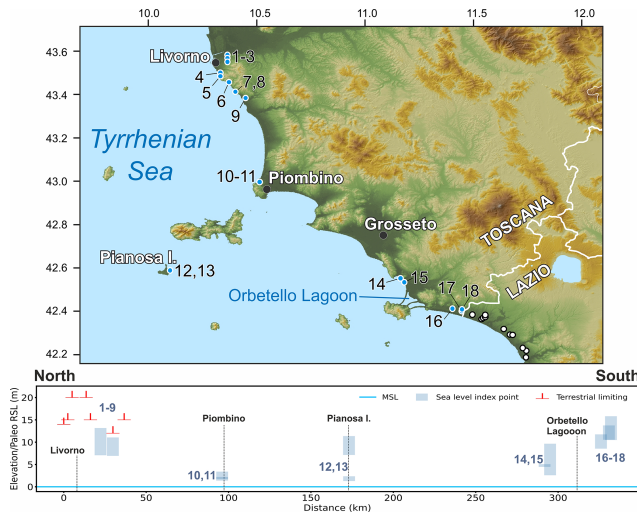 10.0 10.5 11.0 11.5 12.0
43.6
43.4
43.2
43.0
42.8
42.6
42.4
42.2
Livorno
1-3
4
5
6
7,8
9
Tyrrhenian
Sea
10-11
Piombino
Grosseto
TOSCANA
LAZIO
Pianosa I.
12,13
14
15
Orbetello Lagoon
17
18
16
North
South
Elevation/Paleo RSL (m)
20
15
10
5
0
1-9
MSL
Sea level index point
Terrestrial limiting
Livorno
Piombino
Pianosa I.
Orbetello
Lagooon
10,11
12,13
14,15
16-18
0 50 100 150 200 250 300
Distance (km)